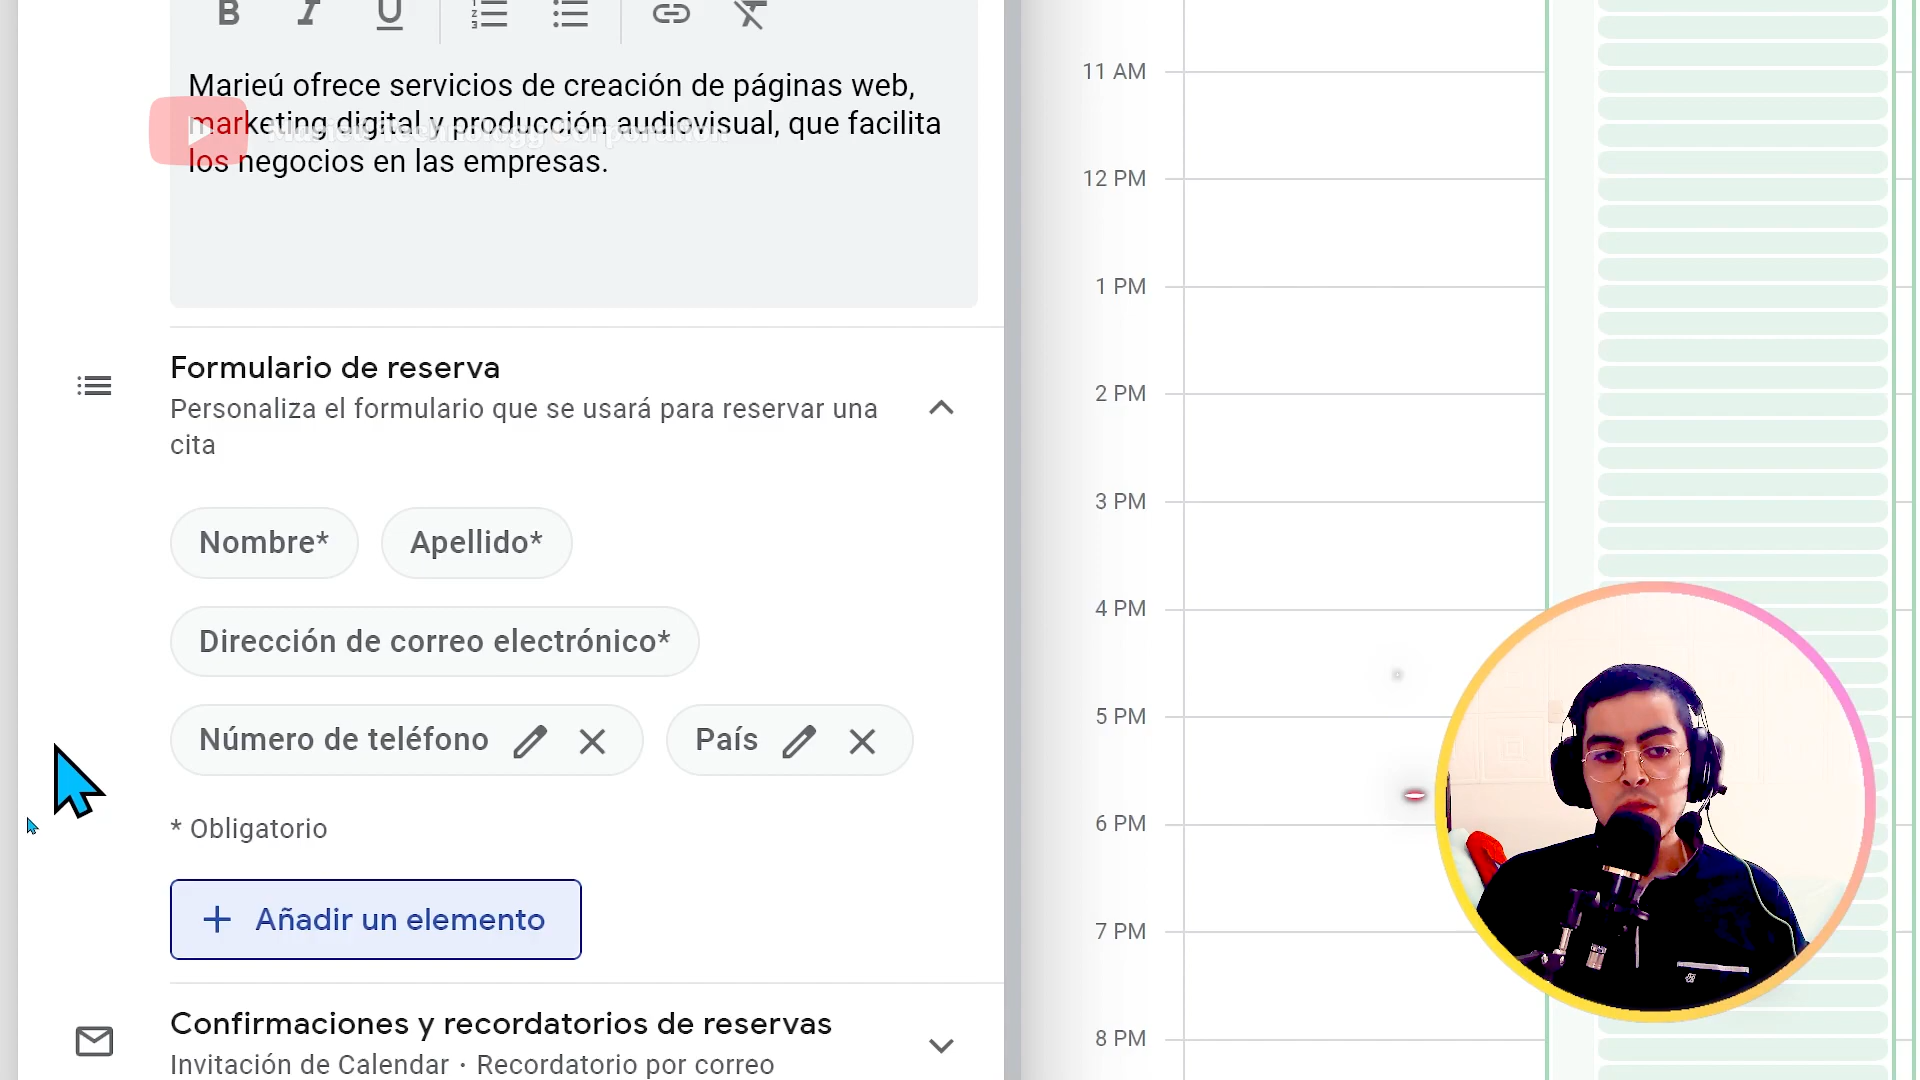 B I U
Marieú ofrece servicios de creación de páginas web,
marketing digital y producción audiovisual, que facilita
los negocios en las empresas.
Formulario de reserva
Personaliza el formulario que se usará para reservar una
cita
Nombre* Apellido*
Dirección de correo electrónico*
Número de teléfono País
* Obligatorio
+ Añadir un elemento
Confirmaciones y recordatorios de reservas
Invitación de Calendar · Recordatorio por correo
11 AM
12 PM
1 PM
2 PM
3 PM
4 PM
5 PM
6 PM
7 PM
8 PM